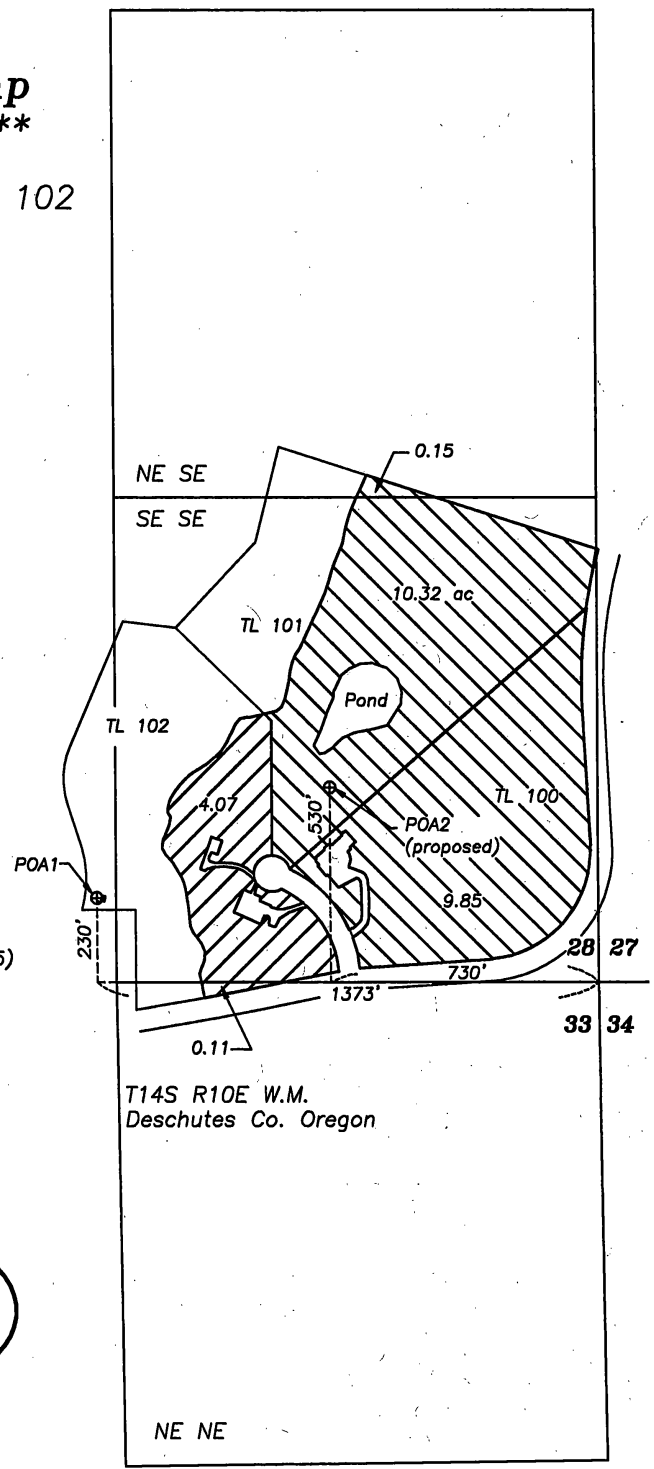 **
102
0.15
NE SE
SE SE
10.32 ac
TL 101
Pond
TL 102
TL 100
4.07
530'
POA2
(proposed)
POA1
230'
9.85
28 27
730'
1373'
33 34
0.11
T14S R10E W.M.
Deschutes Co. Oregon
NE NE